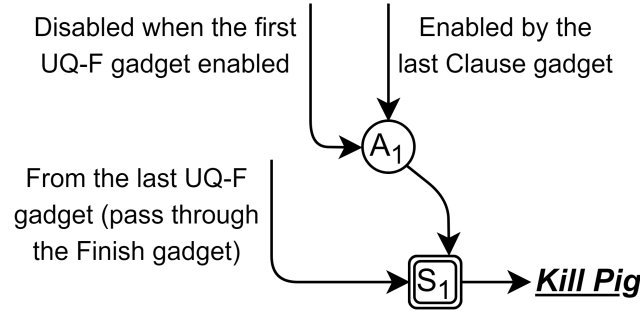 Disabled when the first
UQ-F gadget enabled
Enabled by the
last Clause gadget
A1
From the last UQ-F
gadget (pass through
the Finish gadget)
S1
Kill Pig